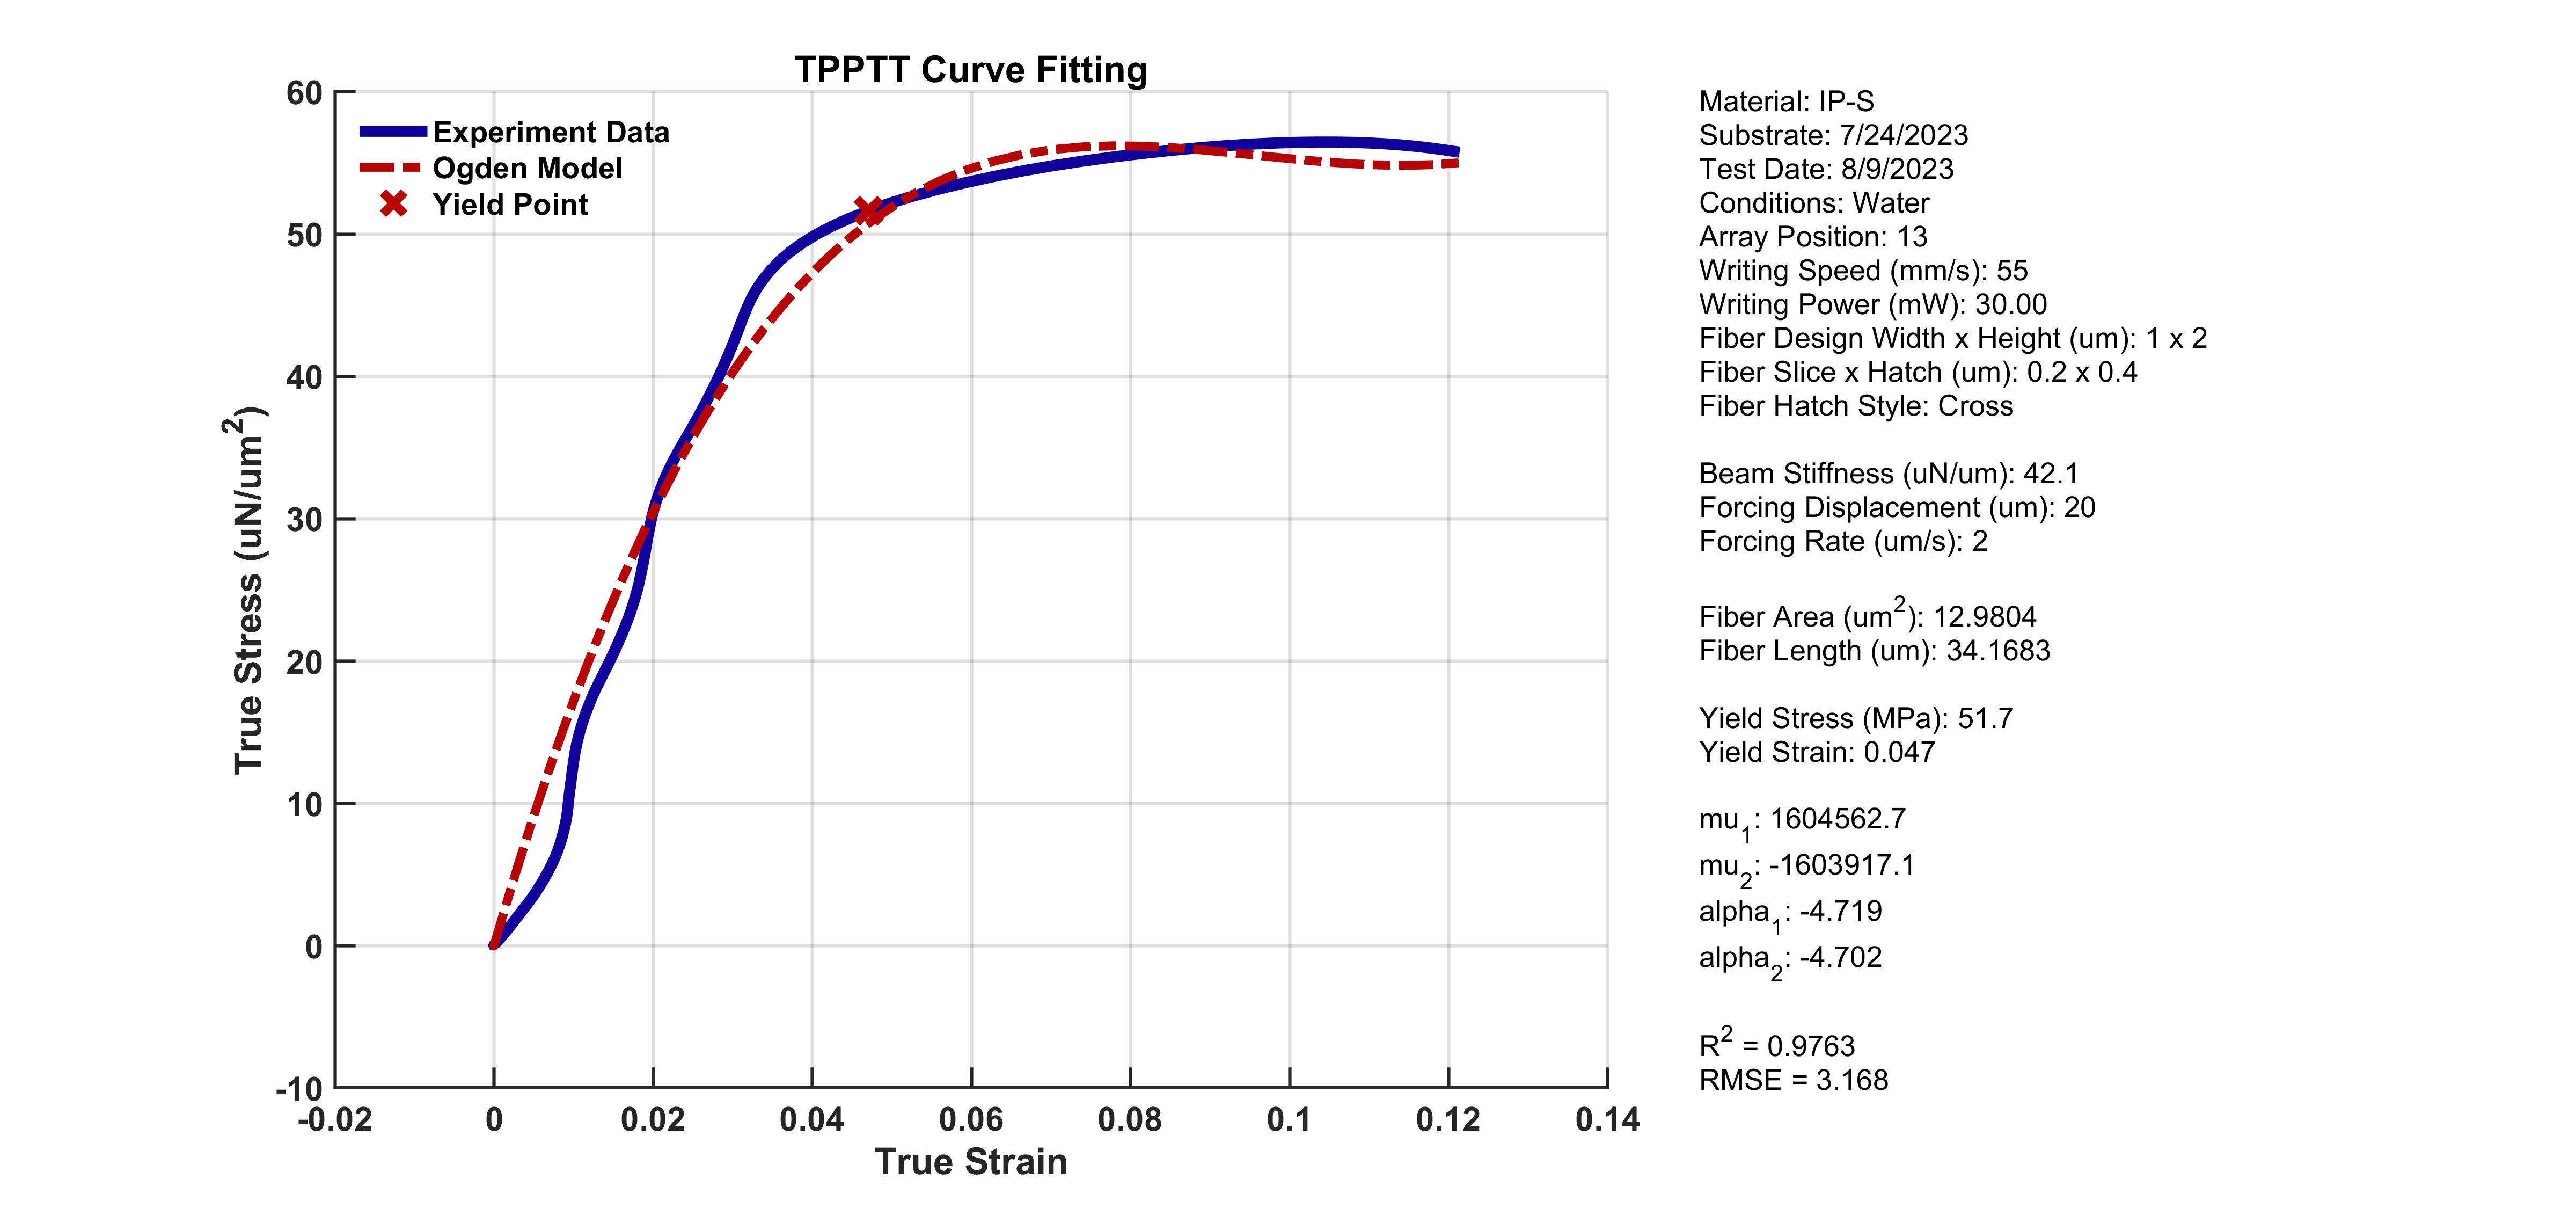 TPPTT Curve Fitting
Experiment Data
Ogden Model
Yield Point
60
50
40
30
20
10
0
-10
-0.02
0
0.02
0.04
0.06
0.08
0.1
0.12
0.14
True Strain
True Stress (uN/um²)
Material: IP-S
Substrate: 7/24/2023
Test Date: 8/9/2023
Conditions: Water
Array Position: 13
Writing Speed (mm/s): 55
Writing Power (mW): 30.00
Fiber Design Width x Height (um): 1 x 2
Fiber Slice x Hatch (um): 0.2 x 0.4
Fiber Hatch Style: Cross
Beam Stiffness (uN/um): 42.1
Forcing Displacement (um): 20
Forcing Rate (um/s): 2
Fiber Area (um²): 12.9804
Fiber Length (um): 34.1683
Yield Stress (MPa): 51.7
Yield Strain: 0.047
mu₁: 1604562.7
mu₂: -1603917.1
alpha₁: -4.719
alpha₂: -4.702
R² = 0.9763
RMSE = 3.168